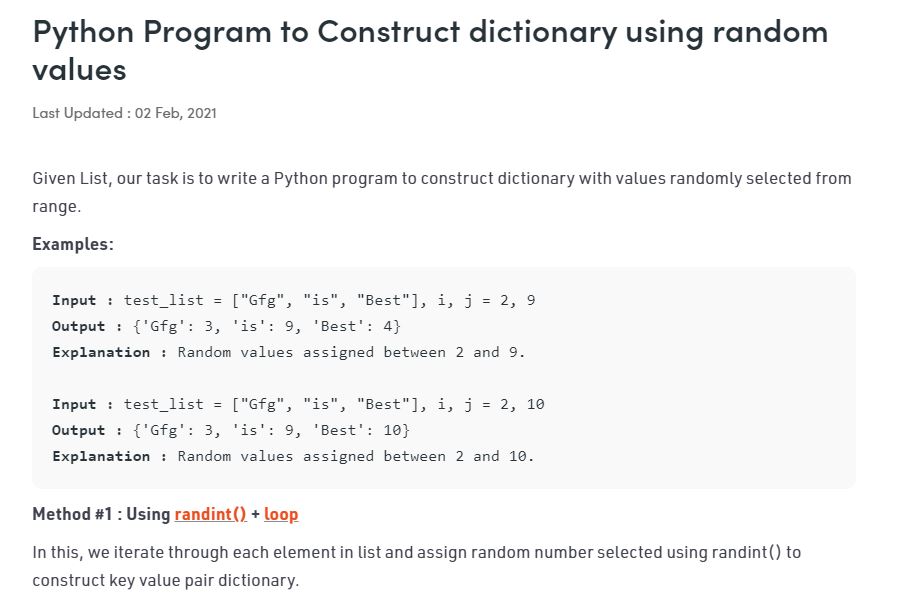 Python Program to Construct dictionary using random
values
Last Updated : 02 Feb, 2021
Given List, our task is to write a Python program to construct dictionary with values randomly selected from
range.
Examples:
Input : test_list = ["Gfg", "is", "Best"], i, j = 2, 9
Output : {'Gfg': 3, 'is': 9, 'Best': 4}
Explanation : Random values assigned between 2 and 9.
Input : test_list = ["Gfg", "is", "Best"], i, j = 2, 10
Output : {'Gfg': 3, 'is': 9, 'Best': 10}
Explanation : Random values assigned between 2 and 10.
Method #1 : Using randint() + loop
In this, we iterate through each element in list and assign random number selected using randint() to
construct key value pair dictionary.